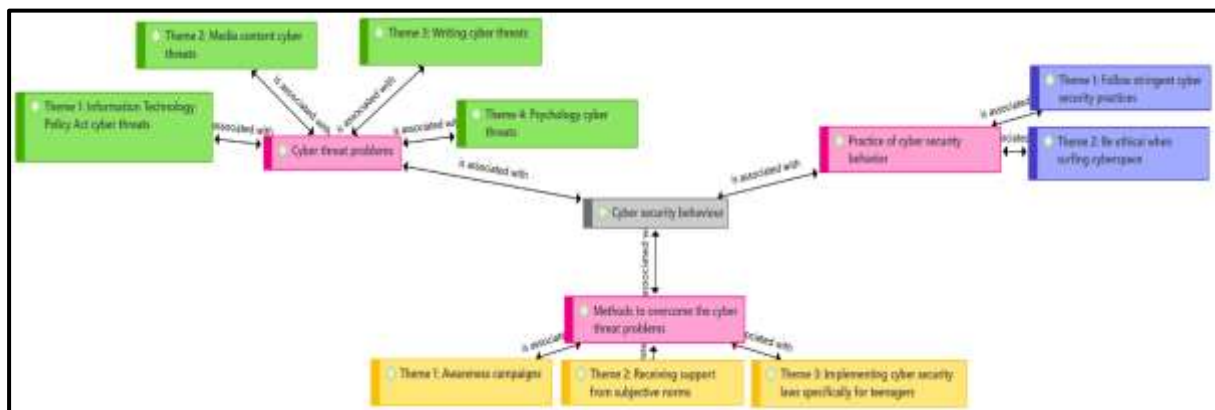 Theme 2: Media content cyber
threats
Theme 3: Writing cyber threats
is associated with
is associated with
Theme 1: Information Technology
Policy Act cyber threats
associated with
Theme 4: Psychology cyber
threats
is associated
Cyber threat problems
is associated with
Theme 1: Follow stringent cyber
security practices
is associated
Practice of cyber security
behavior
Theme 2: Be ethical when
surfing cyberspace
is associated with
Cyber security behaviour
associated
Methods to overcome the cyber
threat problems
is associated
with
Theme 1: Awareness campaigns
Theme 2: Receiving support
from subjective norms
Theme 3: Implementing cyber security
laws specifically for teenagers